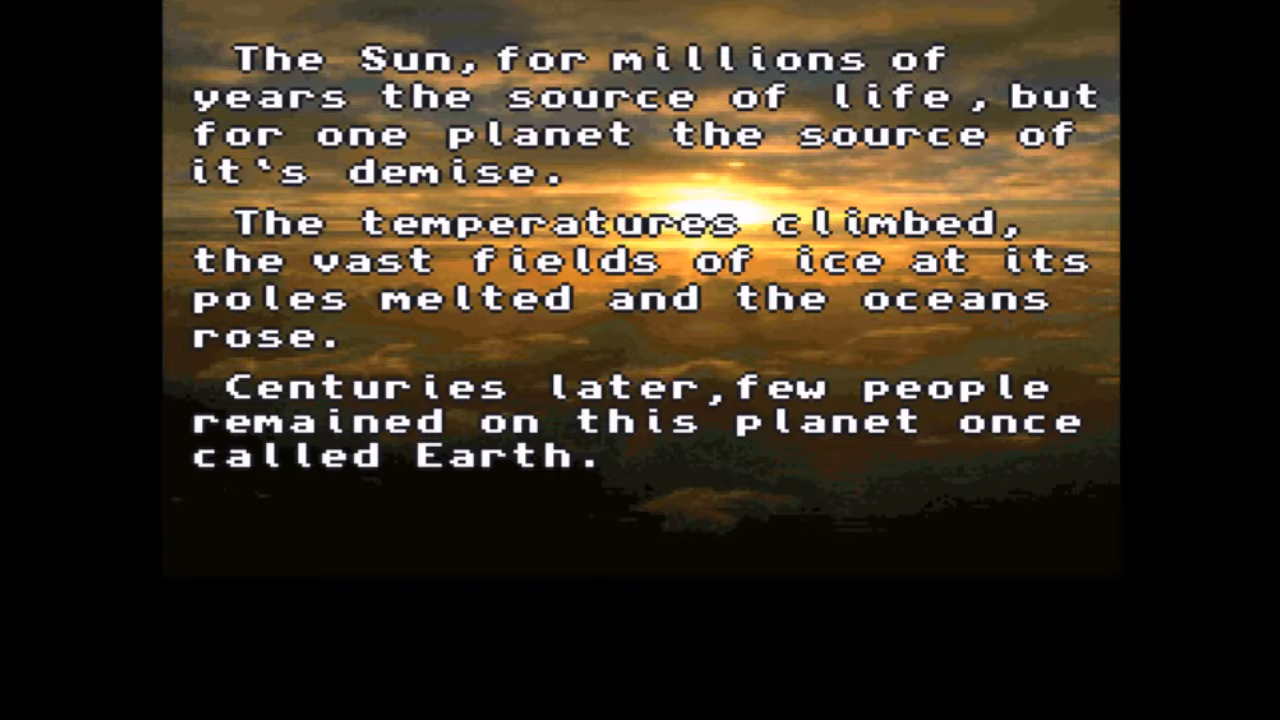 The Sun,for millions of
years the source of life ,but
for one planet the source of
it`s demise.
The temperatures climbed,
the vast fields of ice at its
poles melted and the oceans
rose.
Centuries later,few people
remained on this planet once
called Earth.